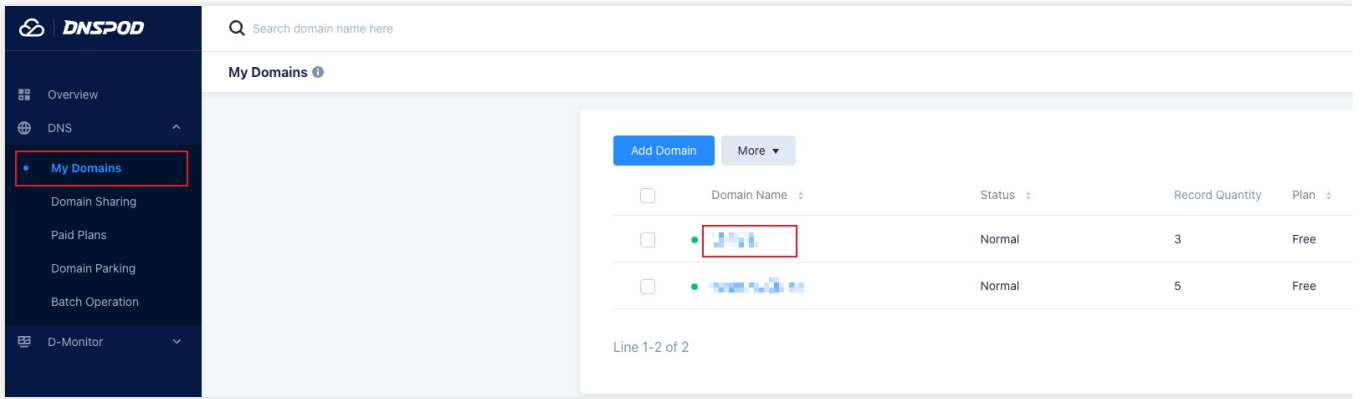 DNSPOD
Search domain name here
My Domains
Overview
DNS
My Domains
Domain Sharing
Paid Plans
Domain Parking
Batch Operation
D-Monitor
Add Domain More
Domain Name Status Record Quantity Plan
Normal 3 Free
Normal 5 Free
Line 1-2 of 2